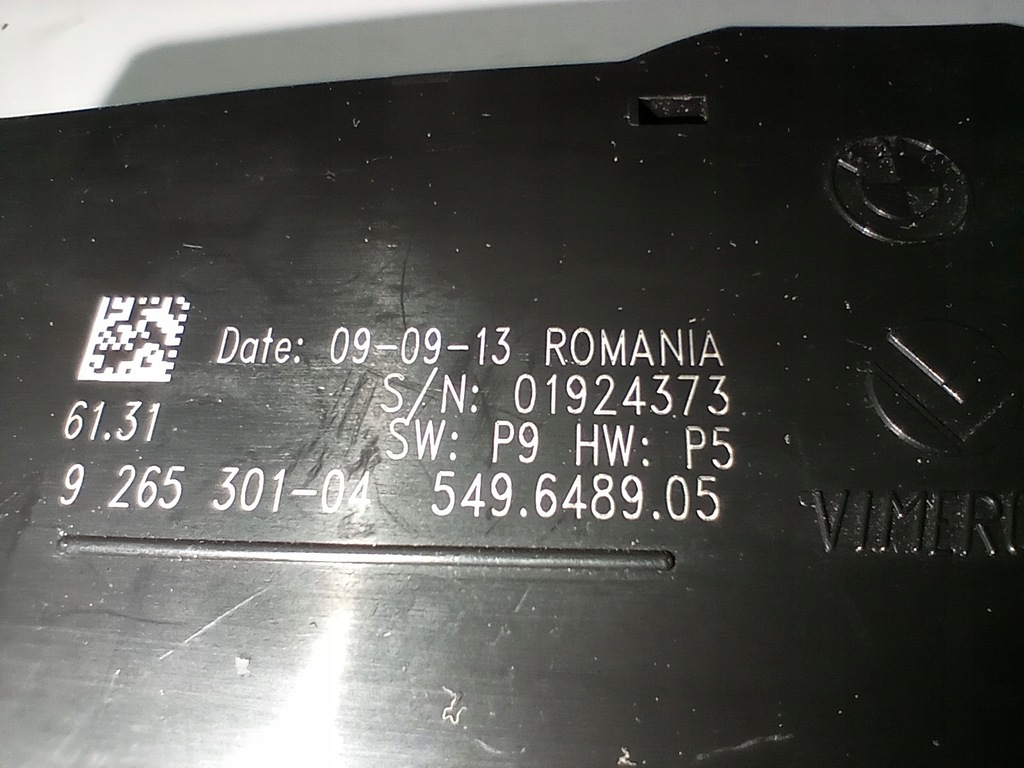 Date: 09-09-13 ROMANIA
S/N: 01924373
61.31
SW: P9 HW: P5
9 265 301-04 549.6489.05